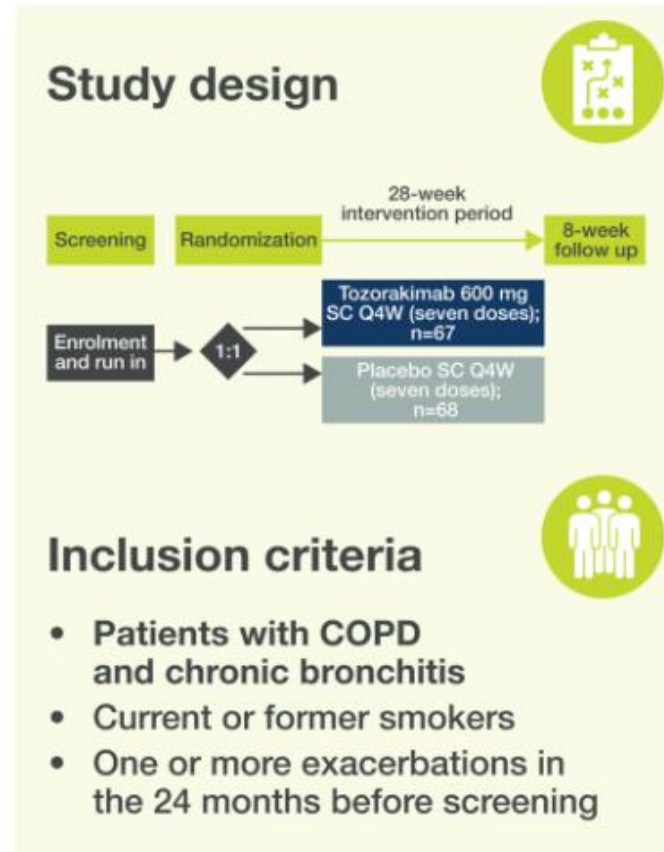 Study design
28-week
intervention period
Screening
Randomization
8-week
follow up
Enrolment
and run in
1:1
Tozorakimab 600 mg
SC Q4W (seven doses);
n=67
Placebo SC Q4W
(seven doses);
n=68
Inclusion criteria
• Patients with COPD
and chronic bronchitis
• Current or former smokers
• One or more exacerbations in
the 24 months before screening